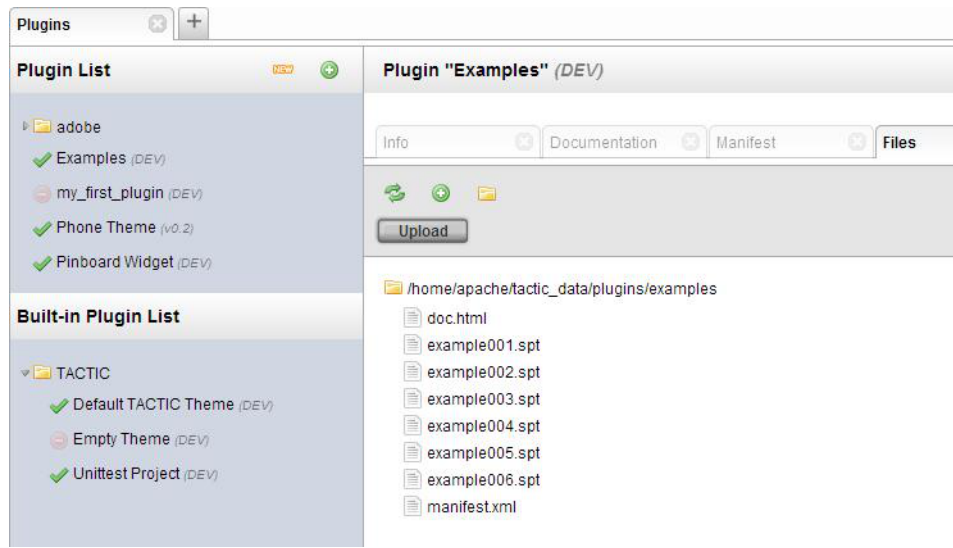 Plugins
Plugin List NEW
adobe
Examples (DEV)
my_first_plugin (DEV)
Phone Theme (v0.2)
Pinboard Widget (DEV)
Built-in Plugin List
TACTIC
Default TACTIC Theme (DEV)
Empty Theme (DEV)
Unittest Project (DEV)
Plugin "Examples" (DEV)
Info Documentation Manifest Files
Upload
/home/apache/tactic_data/plugins/examples
doc.html
example001.spt
example002.spt
example003.spt
example004.spt
example005.spt
example006.spt
manifest.xml